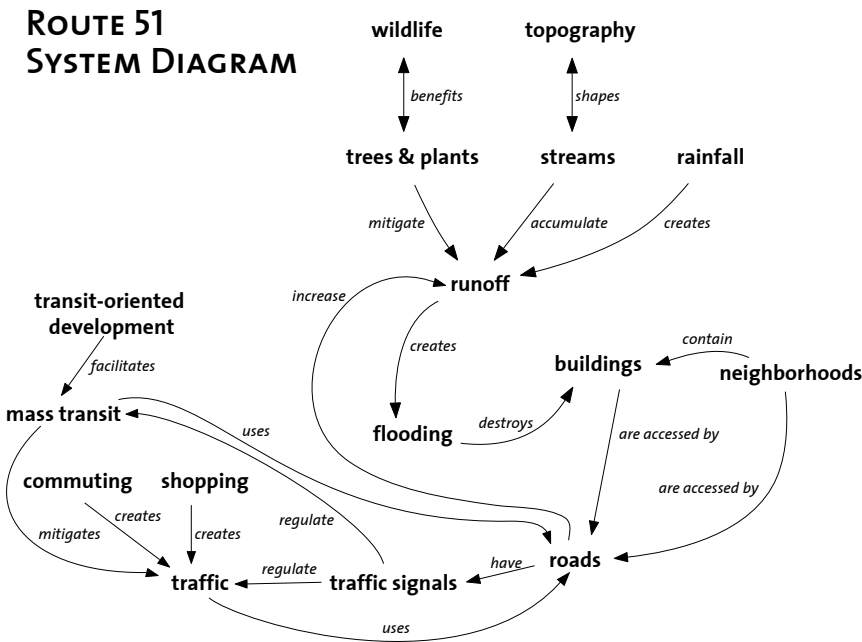 ROUTE 51
SYSTEM DIAGRAM
wildlife
topography
benefits
shapes
trees & plants
streams
rainfall
mitigate
accumulate
creates
runoff
increase
transit-oriented
development
creates
contain
facilitates
buildings
neighborhoods
mass transit
uses
flooding
destroys
are accessed by
commuting
shopping
are accessed by
creates
regulate
mitigates
creates
have
roads
regulate
traffic
traffic signals
uses